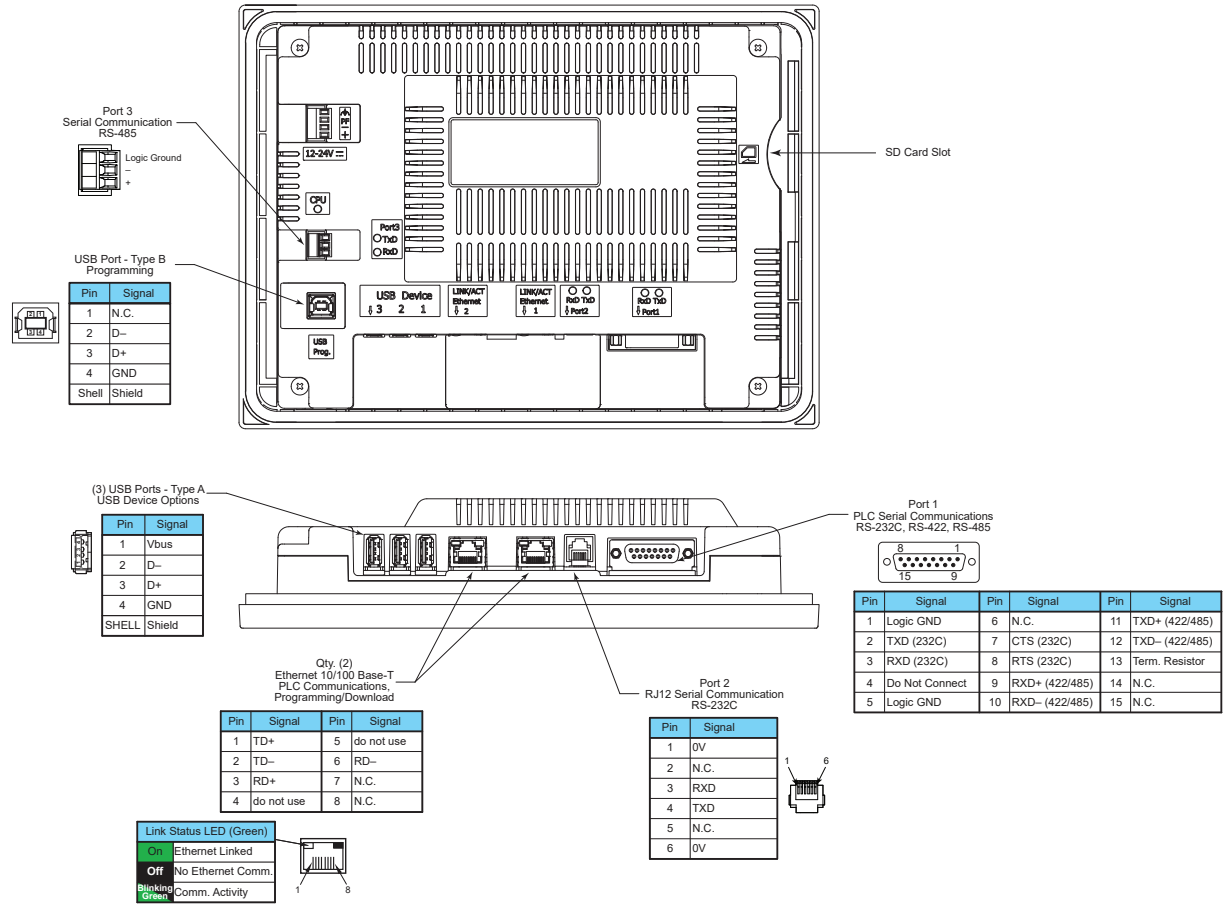 Port 3
Serial Communication
RS-485
Logic Ground
–
+
PF
–
+
12-24V
CPU
Port3
TxD
RxD
SD Card Slot
USB Port - Type B
Programming
Pin Signal
1 N.C.
2 D–
3 D+
4 GND
Shell Shield
2 1
3 4
USB Device
3 2 1
LINK/ACT
Ethernet
2
LINK/ACT
Ethernet
1
RxD TxD
Port2
RxD TxD
Port1
USB
Prog.
(3) USB Ports - Type A
USB Device Options
Pin Signal
1 Vbus
2 D–
3 D+
4 GND
SHELL Shield
Port 1
PLC Serial Communications
RS-232C, RS-422, RS-485
8 1
15 9
Pin Signal Pin Signal Pin Signal
1 Logic GND 6 N.C. 11 TXD+ (422/485)
2 TXD (232C) 7 CTS (232C) 12 TXD– (422/485)
3 RXD (232C) 8 RTS (232C) 13 Term. Resistor
4 Do Not Connect 9 RXD+ (422/485) 14 N.C.
5 Logic GND 10 RXD– (422/485) 15 N.C.
Qty. (2)
Ethernet 10/100 Base-T
PLC Communications,
Programming/Download
Pin Signal Pin Signal
1 TD+ 5 do not use
2 TD– 6 RD–
3 RD+ 7 N.C.
4 do not use 8 N.C.
Port 2
RJ12 Serial Communication
RS-232C
Pin Signal
1 0V
2 N.C.
3 RXD
4 TXD
5 N.C.
6 0V
1 6
Link Status LED (Green)
On Ethernet Linked
Off No Ethernet Comm.
Blinking Green Comm. Activity
1 8